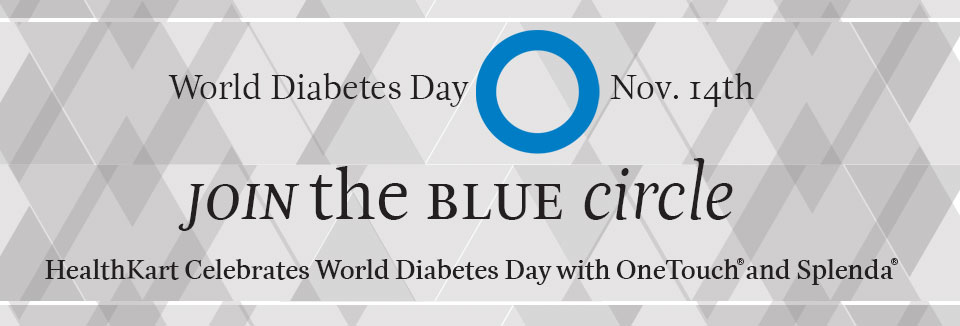 World Diabetes Day Nov. 14th
JOIN the BLUE circle
HealthKart Celebrates World Diabetes Day with OneTouch® and Splenda®